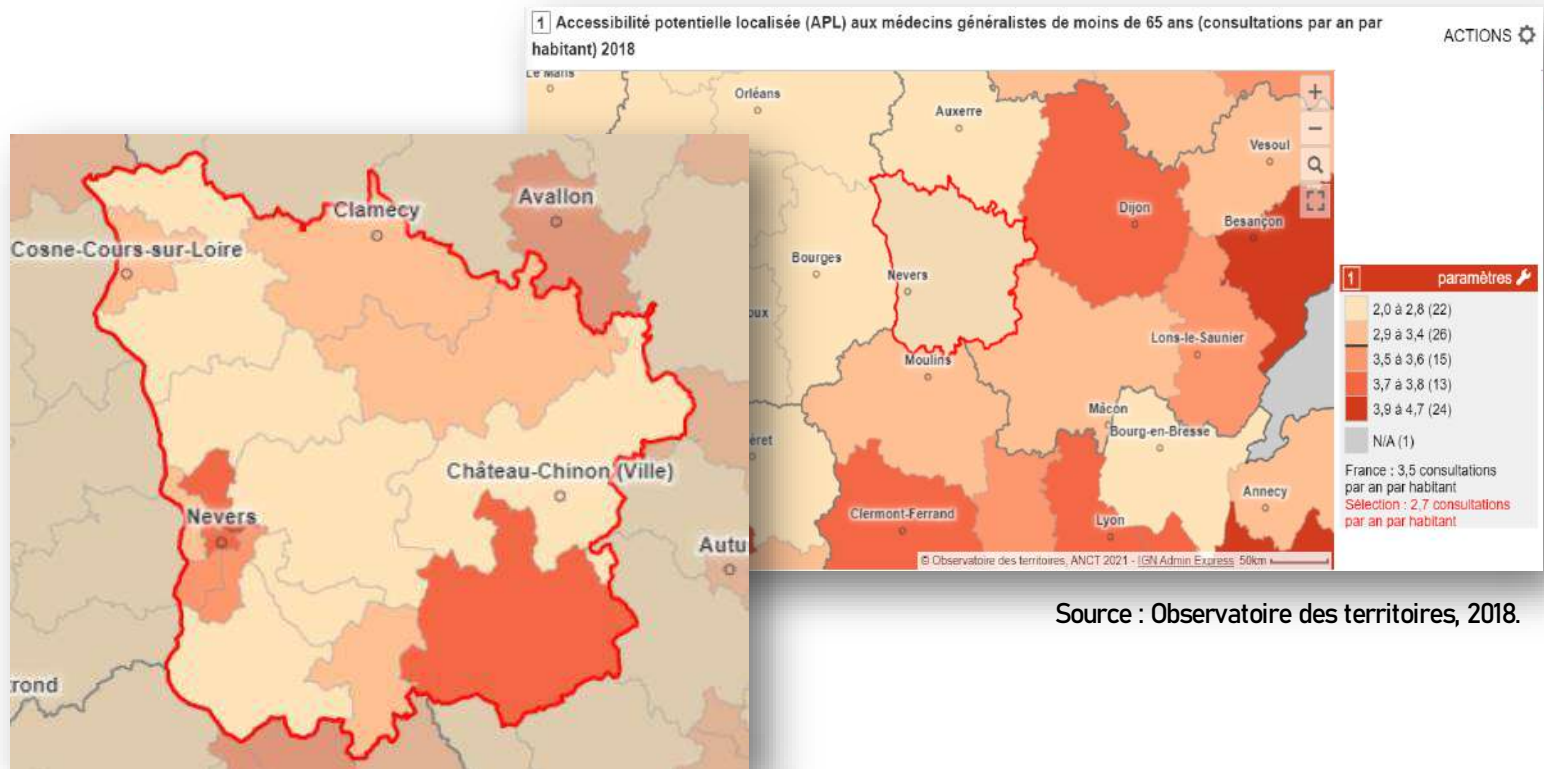 1 Accessibilité potentielle localisée (APL) aux médecins généralistes de moins de 65 ans (consultations par an par
habitant) 2018
ACTIONS
Le Mans
Orléans
Auxerre
Vesoul
Dijon
Besançon
Bourges
Nevers
oux
Lons-le-Saunier
Moulins
Mâcon
Bourg-en-Bresse
éret
Annecy
Clermont-Ferrand
Lyon
© Observatoire des territoires, ANCT 2021 - IGN Admin Express 50km
+
−
1 paramètres
2,0 à 2,8 (22)
2,9 à 3,4 (26)
3,5 à 3,6 (15)
3,7 à 3,8 (13)
3,9 à 4,7 (24)
N/A (1)
France : 3,5 consultations
par an par habitant
Sélection : 2,7 consultations
par an par habitant
Clamecy
Avallon
Cosne-Cours-sur-Loire
Château-Chinon (Ville)
Nevers
Autu
rond
Source : Observatoire des territoires, 2018.